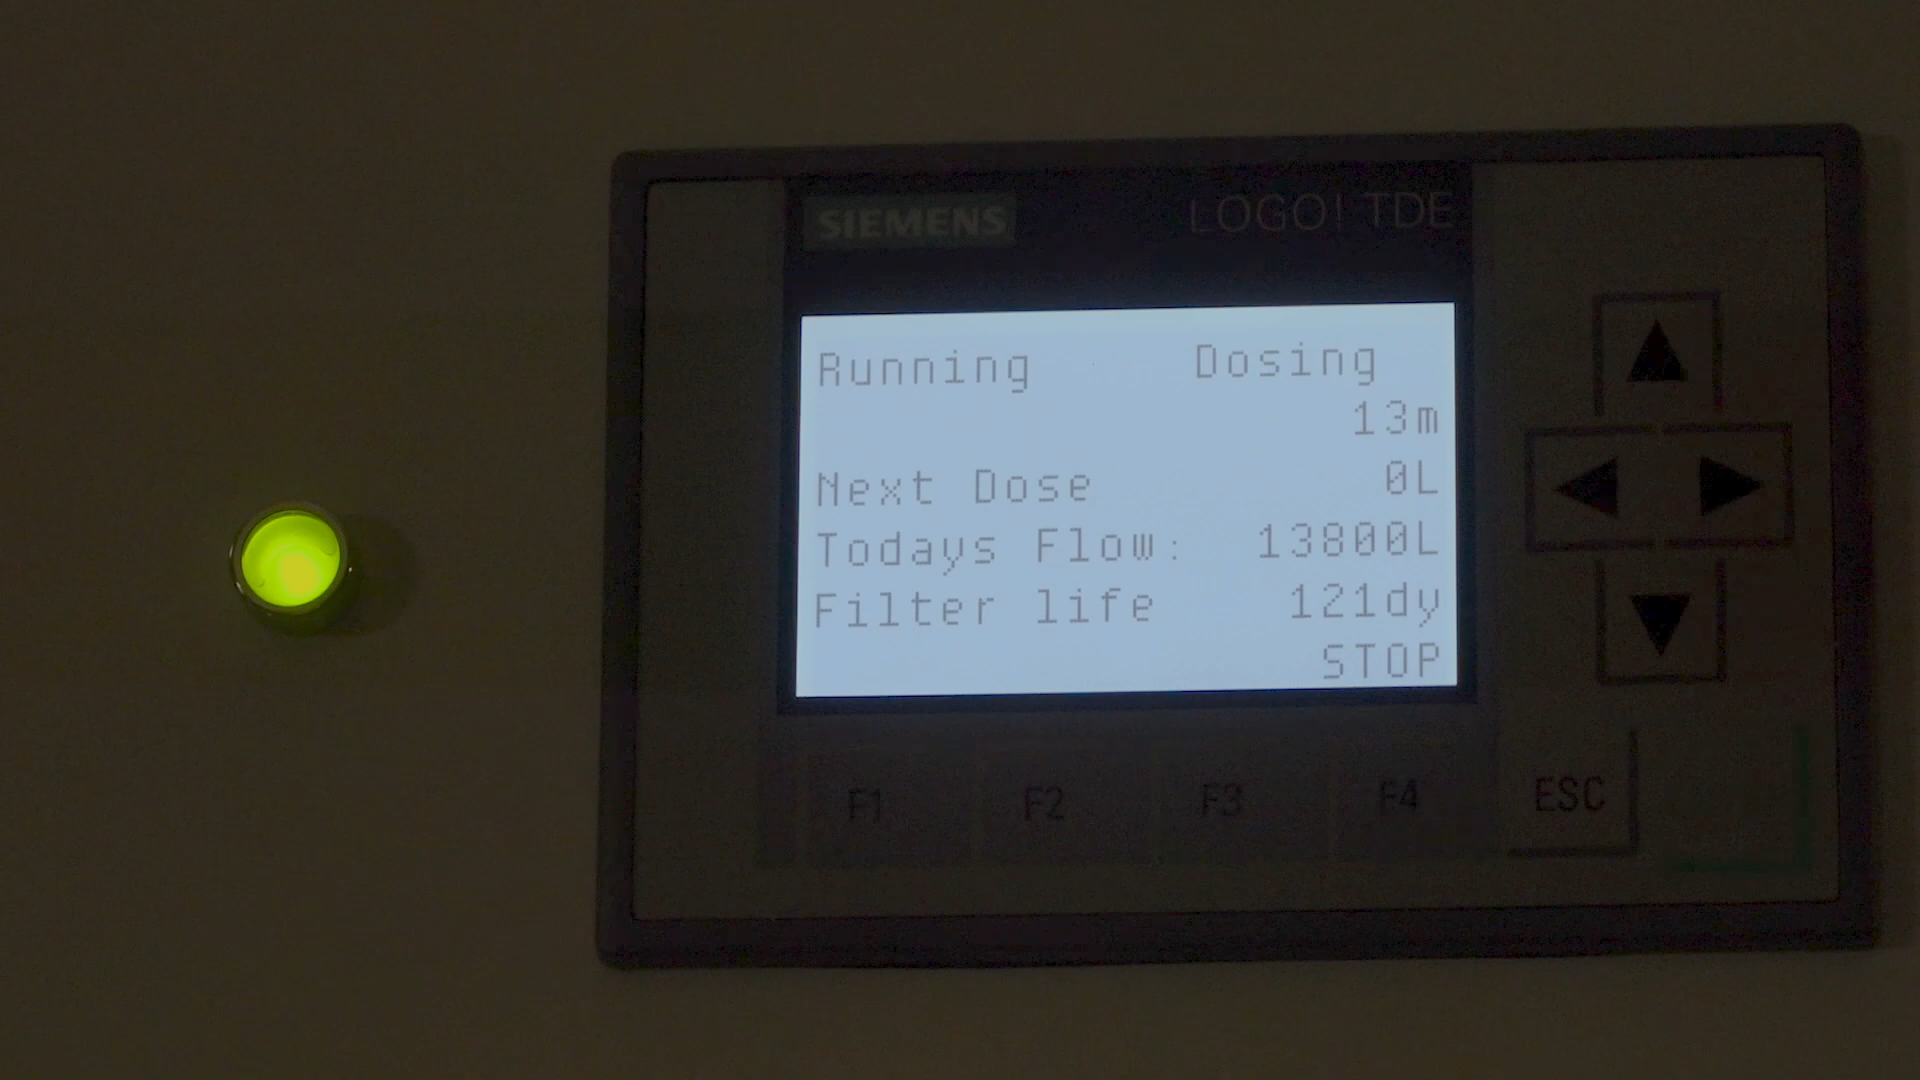 SIEMENS LOGO! TDE
Running Dosing
13m
Next Dose 0L
Todays Flow: 13800L
Filter life 121dy
STOP
F1 F2 F3 F4 ESC